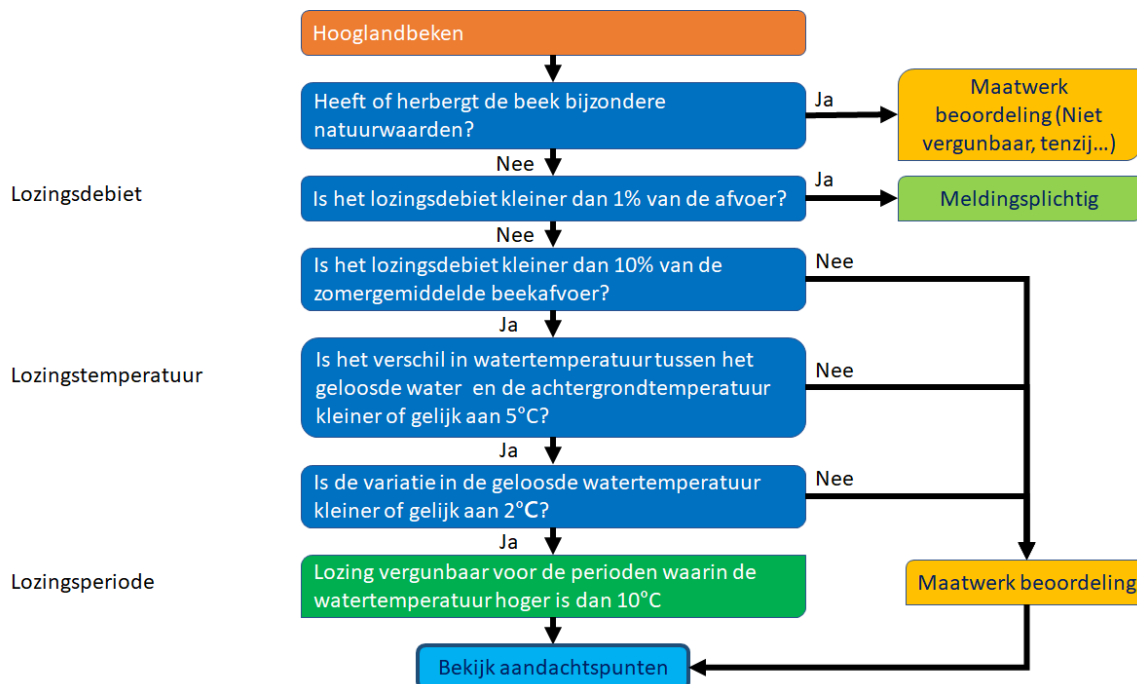 Hooglandbeken
Heeft of herbergt de beek bijzondere
natuurwaarden?
Ja
Maatwerk
beoordeling (Niet
vergunbaar, tenzij...)
Nee
Lozingsdebiet
Is het lozingsdebiet kleiner dan 1% van de afvoer?
Ja
Meldingsplichtig
Nee
Is het lozingsdebiet kleiner dan 10% van de
zomergemiddelde beekafvoer?
Nee
Ja
Lozingstemperatuur
Is het verschil in watertemperatuur tussen het
geloosde water en de achtergrondtemperatuur
kleiner of gelijk aan 5°C?
Nee
Ja
Is de variatie in de geloosde watertemperatuur
kleiner of gelijk aan 2°C?
Nee
Ja
Lozingsperiode
Lozing vergunbaar voor de perioden waarin de
watertemperatuur hoger is dan 10°C
Maatwerk beoordeling
Bekijk aandachtspunten